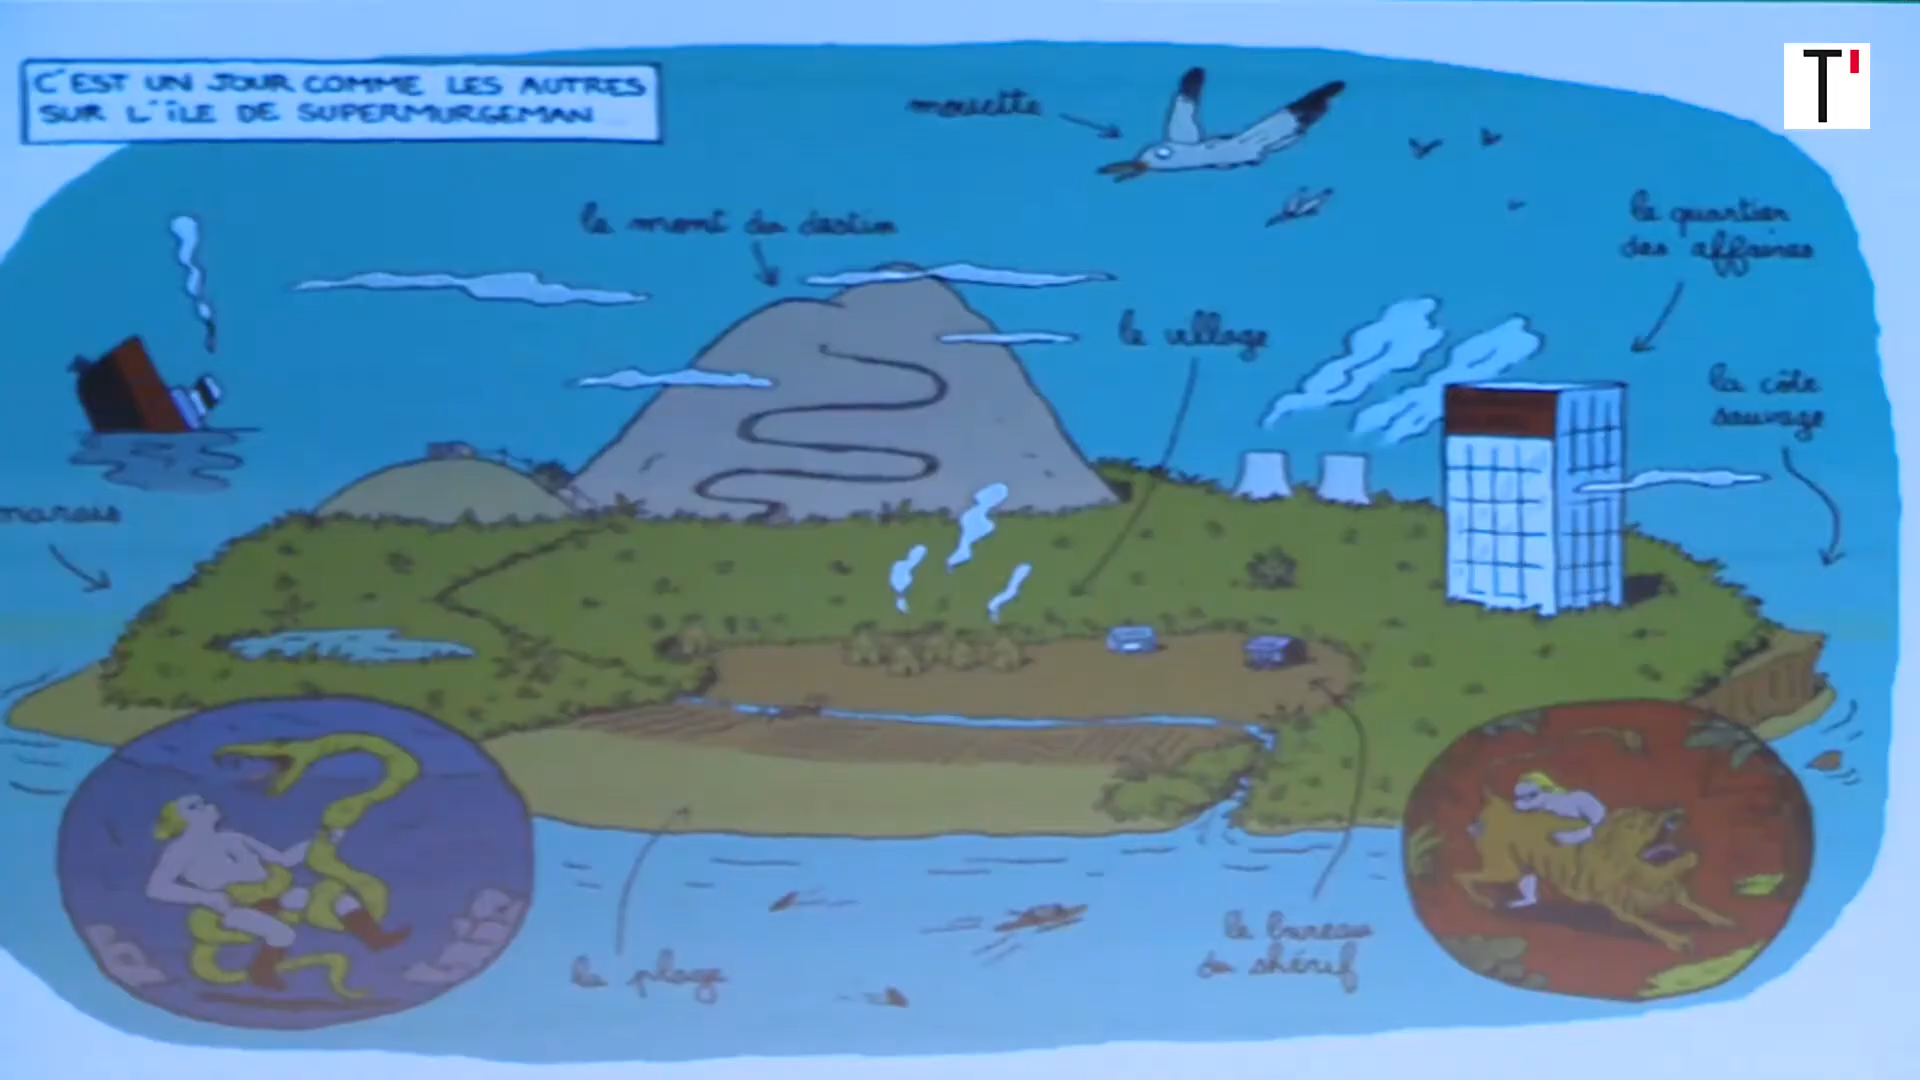 C'EST UN JOUR COMME LES AUTRES
SUR L'ÎLE DE SUPERMURGEMAN
T'
mouette
le mont du destin
le quartier
des affaires
le village
la côte
sauvage
marais
le bureau
du shérif
la plage